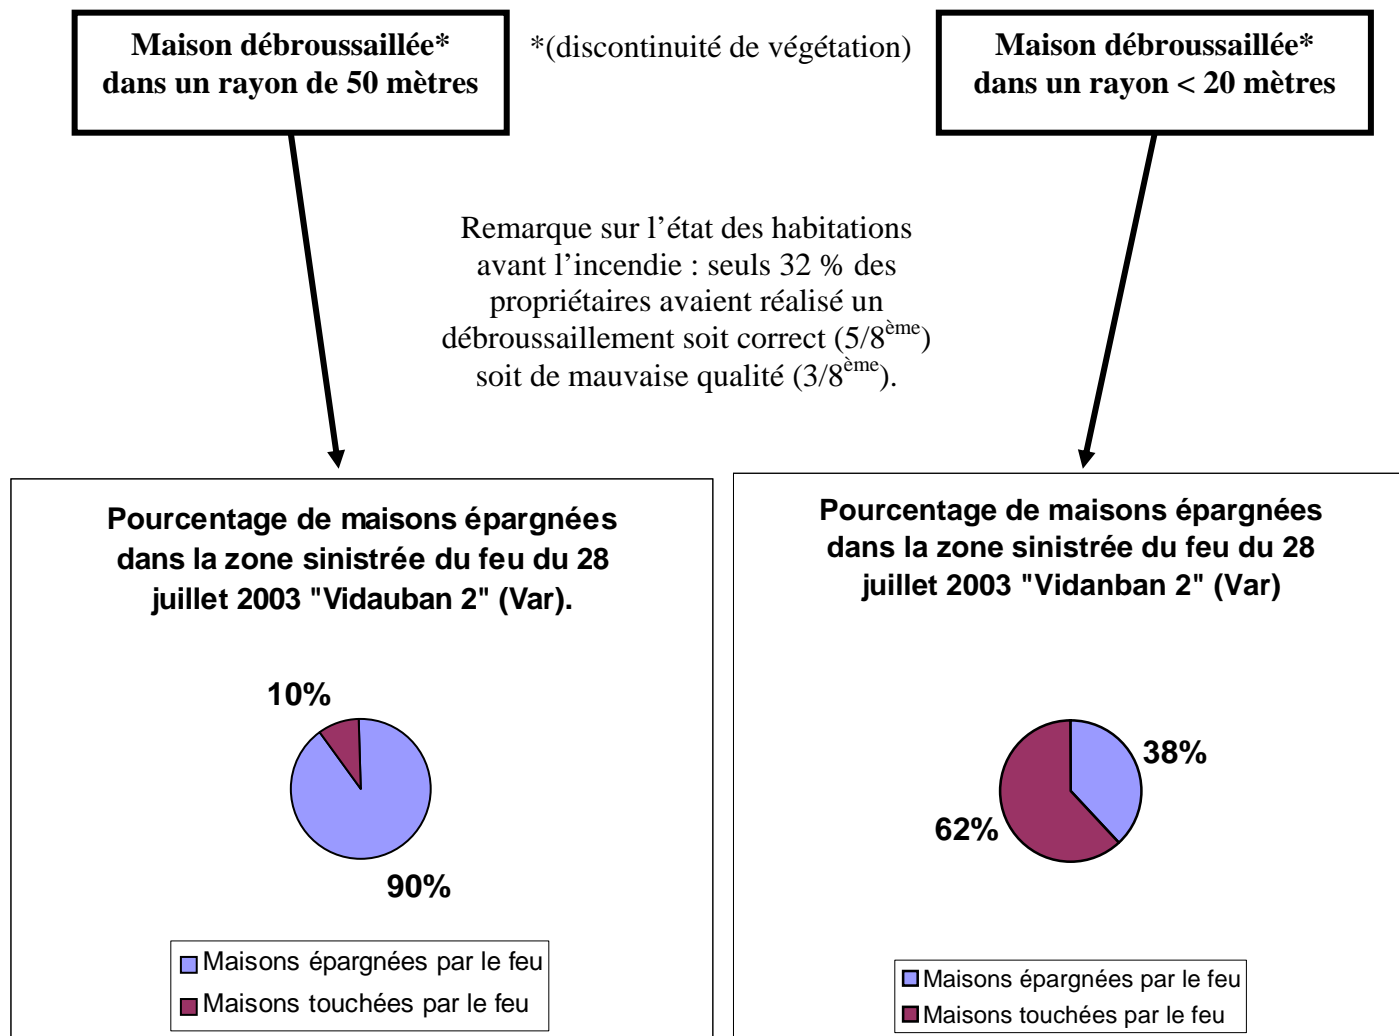 Maison débroussaillée*
dans un rayon de 50 mètres
*(discontinuité de végétation)
Maison débroussaillée*
dans un rayon < 20 mètres
Remarque sur l’état des habitations
avant l’incendie : seuls 32 % des
propriétaires avaient réalisé un
débroussaillement soit correct (5/8ème)
soit de mauvaise qualité (3/8ème).
Pourcentage de maisons épargnées
dans la zone sinistrée du feu du 28
juillet 2003 "Vidauban 2" (Var).
10%
90%
Maisons épargnées par le feu
Maisons touchées par le feu
Pourcentage de maisons épargnées
dans la zone sinistrée du feu du 28
juillet 2003 "Vidanban 2" (Var)
38%
62%
Maisons épargnées par le feu
Maisons touchées par le feu